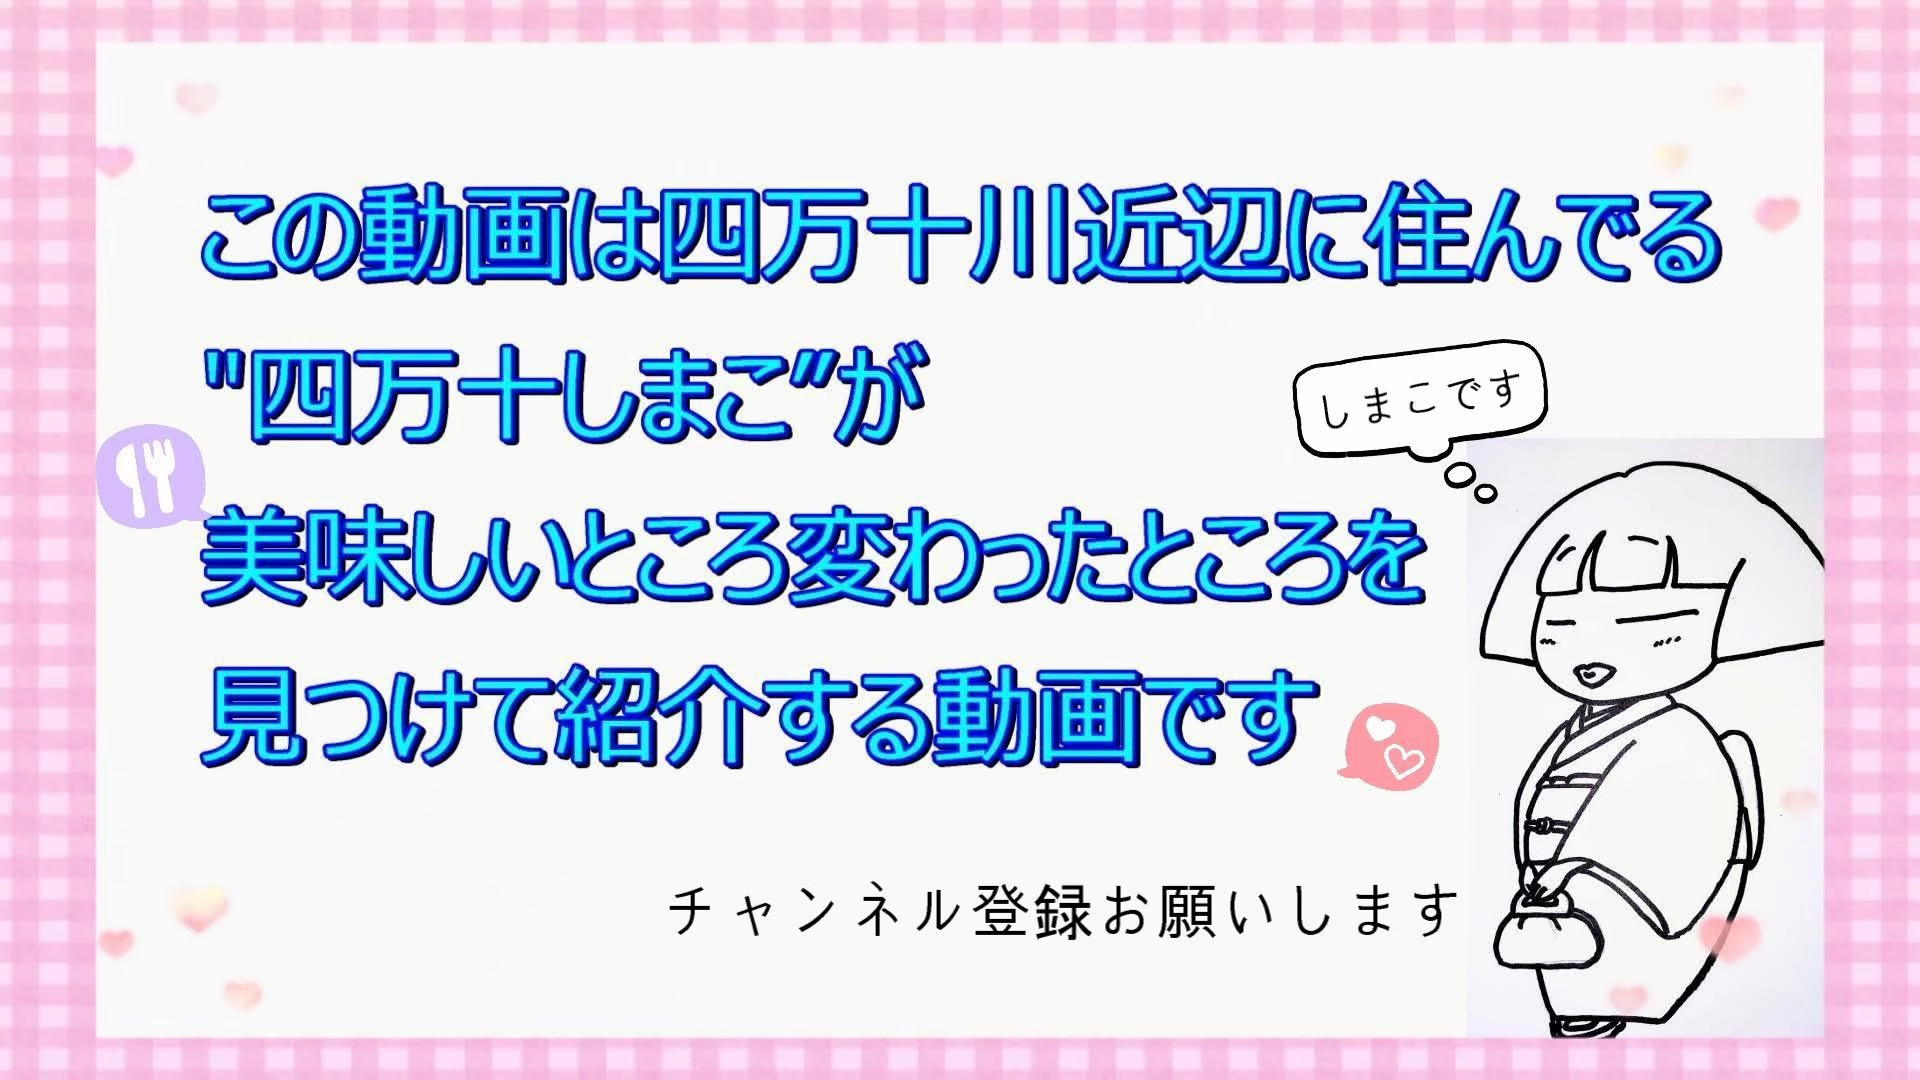 この動画は四万十川近辺に住んでる
"四万十しまこ”が
しまこです
美味しいところ変わったところを
見つけて紹介する動画です
チャンネル登録お願いします